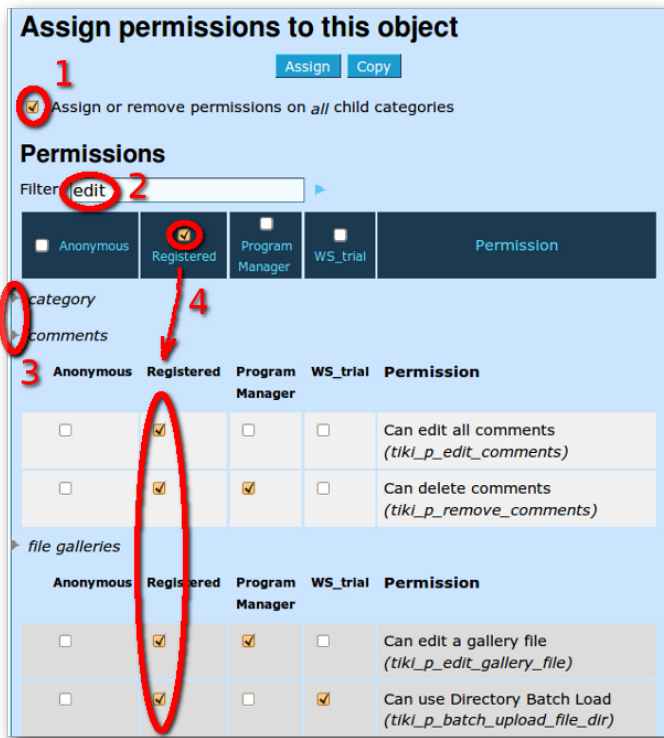 Assign permissions to this object
Assign Copy
1
Assign or remove permissions on all child categories
Permissions
Filter edit 2
Anonymous Registered Program Manager WS_trial Permission
category
4
comments
3
Anonymous Registered Program Manager WS_trial Permission
Can edit all comments
(tiki_p_edit_comments)
Can delete comments
(tiki_p_remove_comments)
file galleries
Anonymous Registered Program Manager WS_trial Permission
Can edit a gallery file
(tiki_p_edit_gallery_file)
Can use Directory Batch Load
(tiki_p_batch_upload_file_dir)